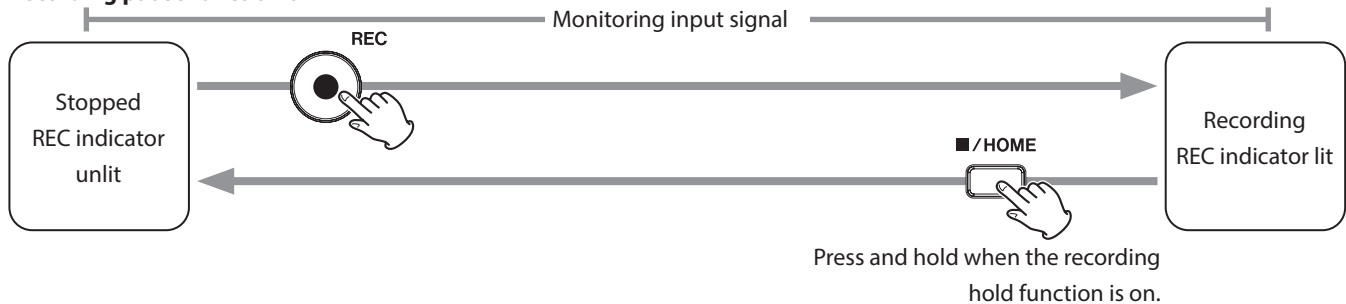 Monitoring input signal
REC
Stopped
REC indicator
unlit
Recording
REC indicator lit
■/HOME
Press and hold when the recording
hold function is on.